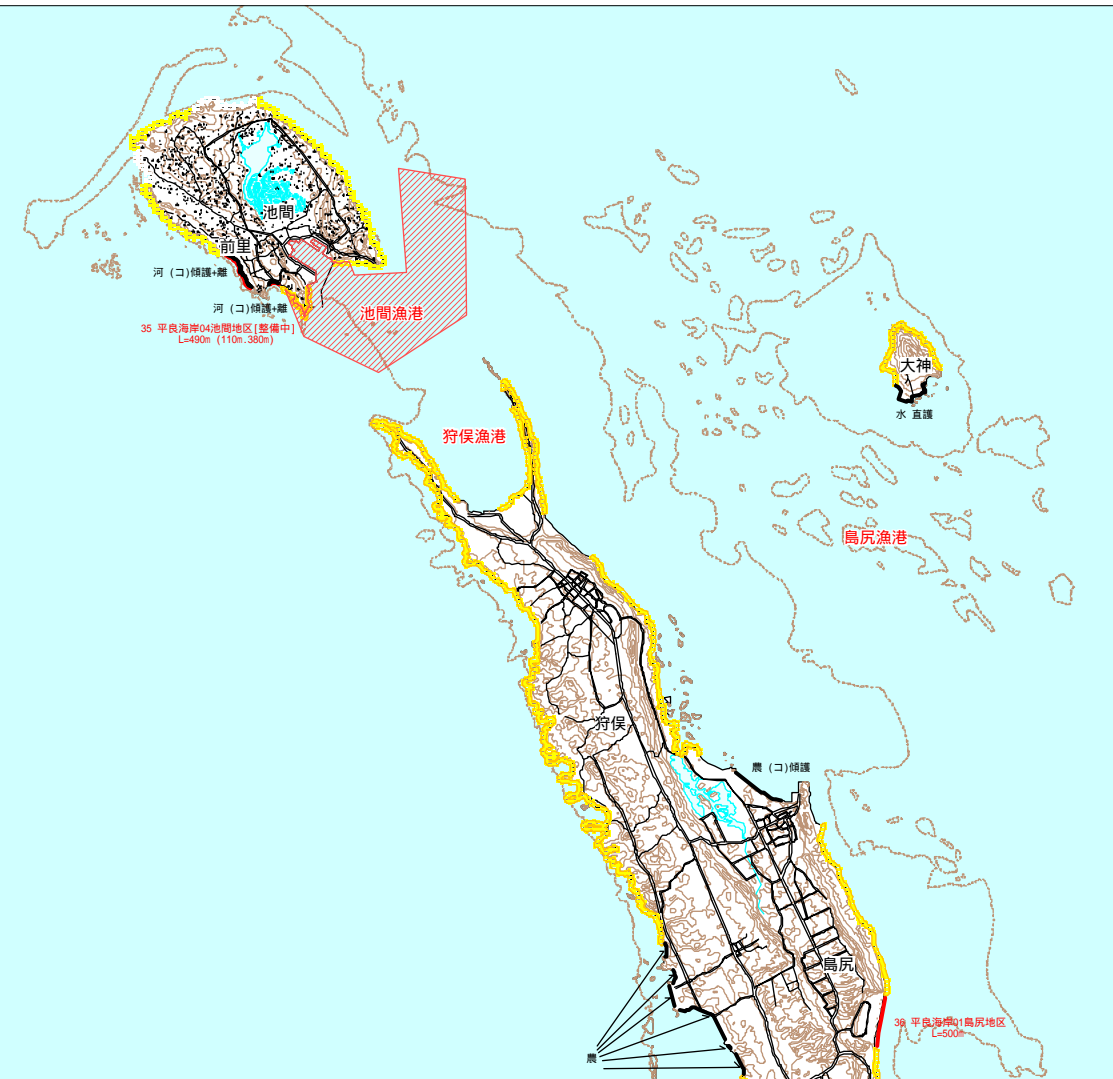 池間
前里
河 (コ)傾護+離
河 (コ)傾護+離
35 平良海岸04池間地区[整備中]
L=490m (110m.380m)
池間漁港
大神
水 直護
狩俣漁港
島尻漁港
狩俣
農 (コ)傾護
島尻
36 平良海岸01島尻地区
L=500m
農